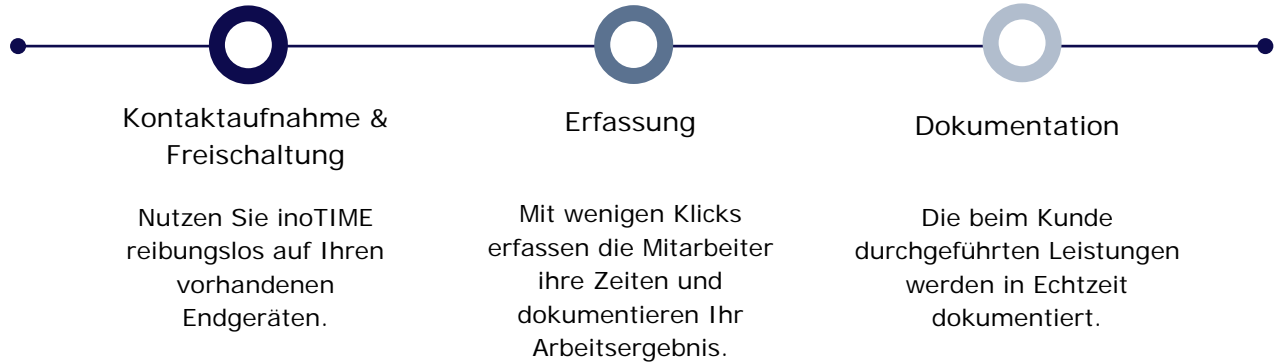 Kontaktaufnahme &
Freischaltung
Nutzen Sie inoTIME
reibungslos auf Ihren
vorhandenen
Endgeräten.
Erfassung
Mit wenigen Klicks
erfassen die Mitarbeiter
ihre Zeiten und
dokumentieren Ihr
Arbeitsergebnis.
Dokumentation
Die beim Kunde
durchgeführten Leistungen
werden in Echtzeit
dokumentiert.